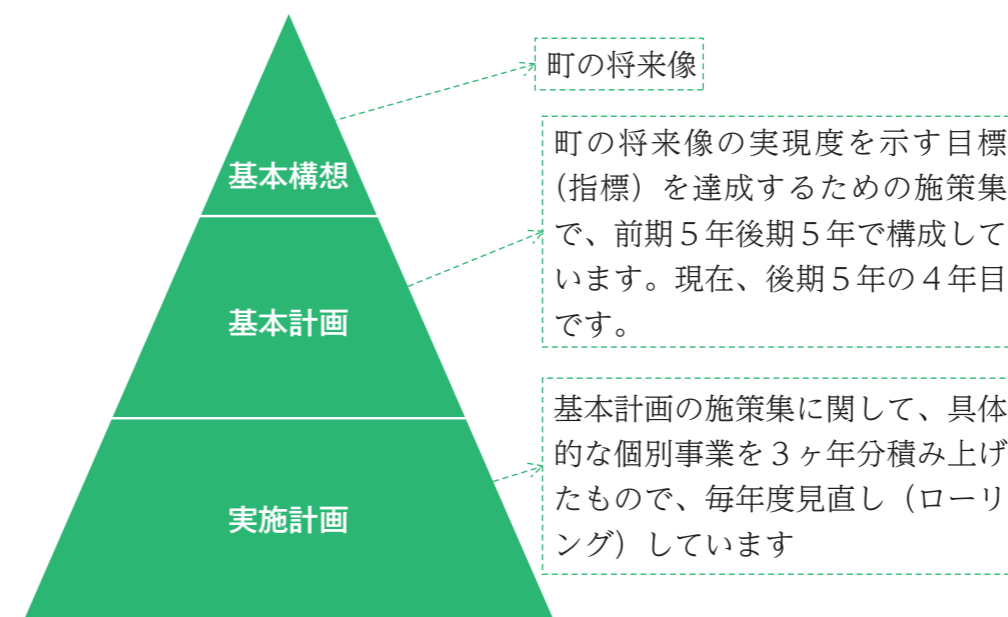 町の将来像
基本構想
町の将来像の実現度を示す目標
（指標）を達成するための施策集
で、前期５年後期５年で構成して
います。現在、後期５年の４年目
です。
基本計画
基本計画の施策集に関して、具体
的な個別事業を３ヶ年分積み上げ
たもので、毎年度見直し（ローリ
ング）しています
実施計画